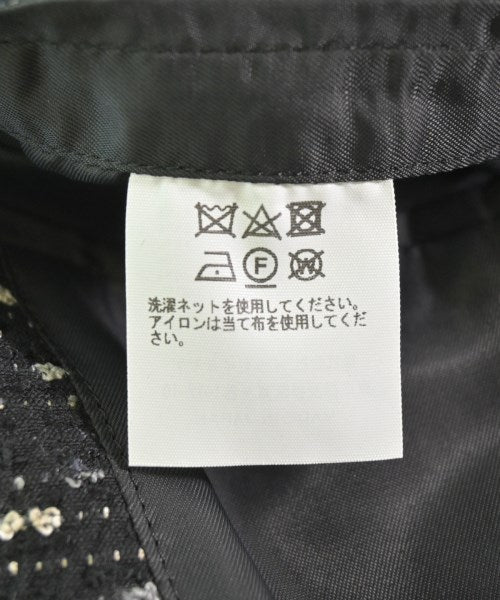 F W
洗濯ネットを使用してください。
アイロンは当て布を使用してくだ
さい。